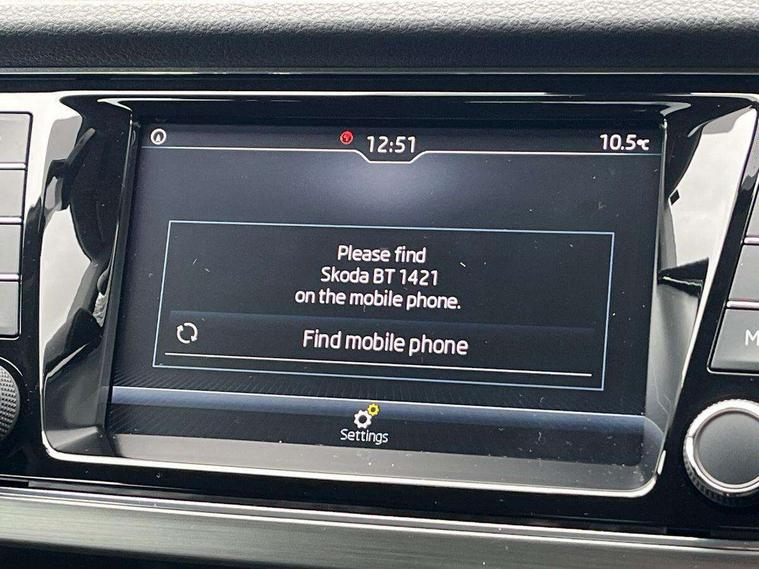 12:51
10.5°C
Please find
Skoda BT 1421
on the mobile phone.
Find mobile phone
Settings
M